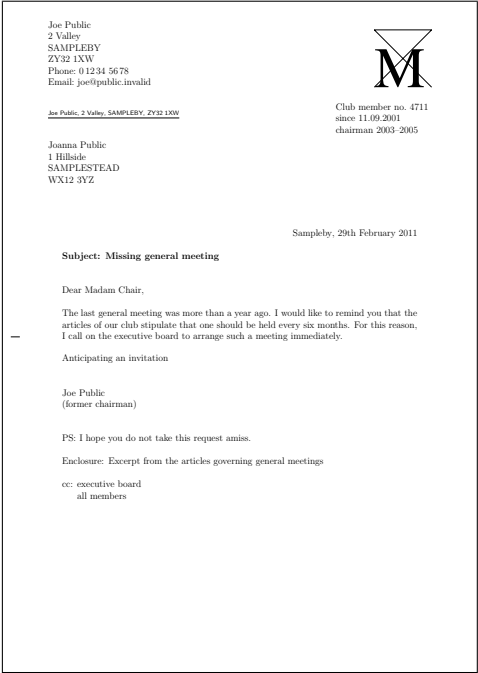 Joe Public
2 Valley
SAMPLEBY
ZY32 1XW
Phone: 0 12 34 56 78
Email: joe@public.invalid
M
Joe Public, 2 Valley, SAMPLEBY, ZY32 1XW
Club member no. 4711
since 11.09.2001
chairman 2003–2005
Joanna Public
1 Hillside
SAMPLESTEAD
WX12 3YZ
Sampleby, 29th February 2011
Subject: Missing general meeting
Dear Madam Chair,
The last general meeting was more than a year ago. I would like to remind you that the
articles of our club stipulate that one should be held every six months. For this reason,
I call on the executive board to arrange such a meeting immediately.
Anticipating an invitation
Joe Public
(former chairman)
PS: I hope you do not take this request amiss.
Enclosure: Excerpt from the articles governing general meetings
cc: executive board
all members